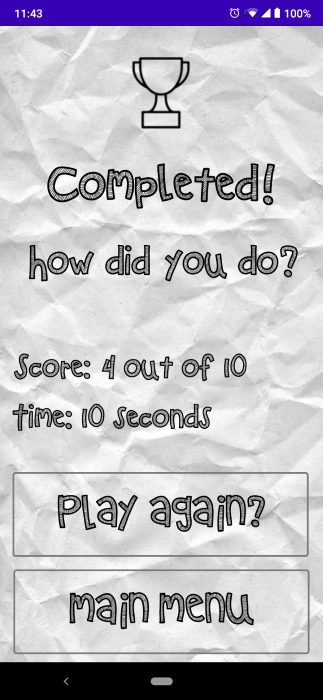 11:43 100%
Completed!
how did you do?
Score: 4 out of 10
time: 10 seconds
Play again?
main menu